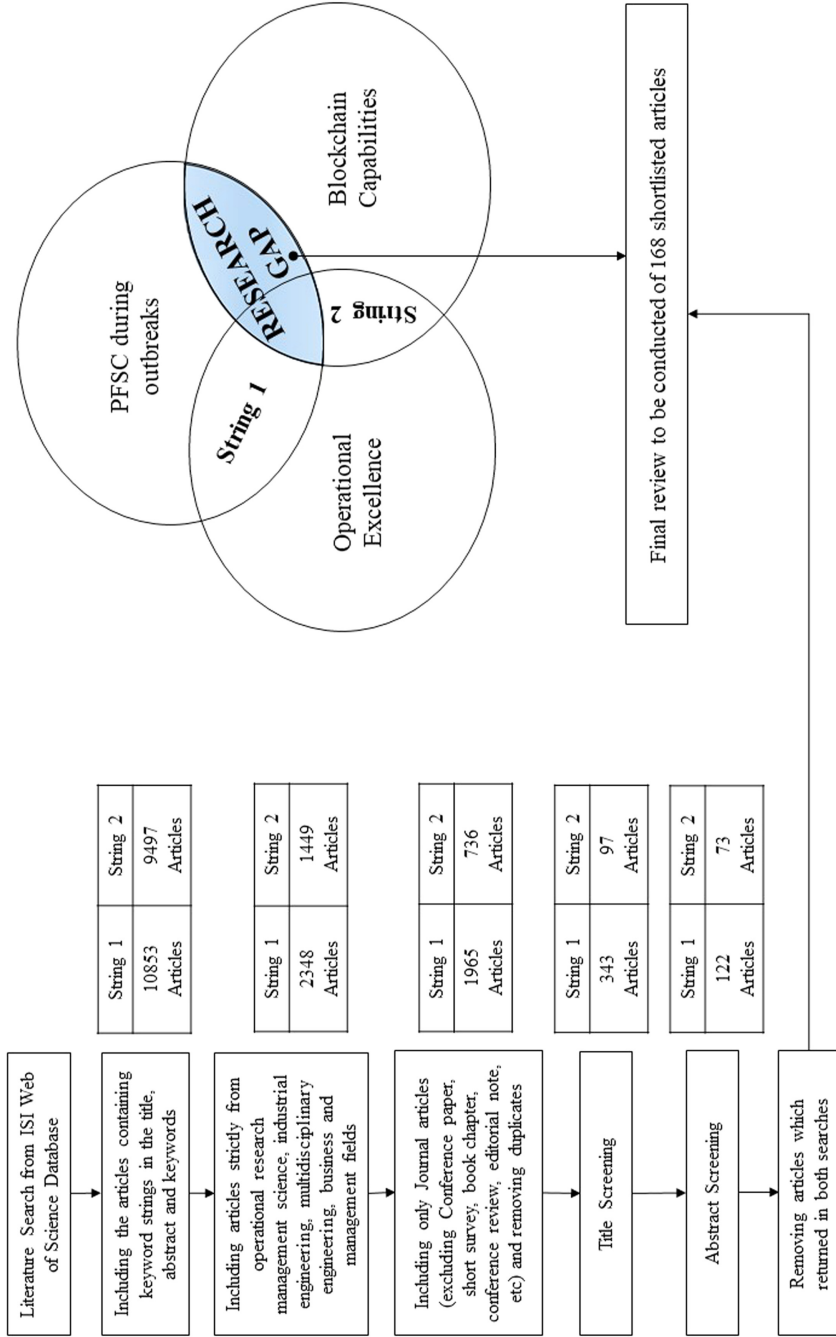 Literature Search from ISI Web
of Science Database
Including the articles containing
keyword strings in the title,
abstract and keywords
String 1
String 2
10853
Articles
9497
Articles
Including articles strictly from
operational research
management science, industrial
engineering, multidisciplinary
engineering, business and
management fields
String 1
String 2
2348
Articles
1449
Articles
Including only Journal articles
(excluding Conference paper,
short survey, book chapter,
conference review, editorial note,
etc) and removing duplicates
String 1
String 2
1965
Articles
736
Articles
Title Screening
String 1
String 2
343
Articles
97
Articles
Abstract Screening
String 1
String 2
122
Articles
73
Articles
Removing articles which
returned in both searches
PFSC during
outbreaks
String 1
RESEARCH
GAP
String 2
Operational
Excellence
Blockchain
Capabilities
Final review to be conducted of 168 shortlisted articles